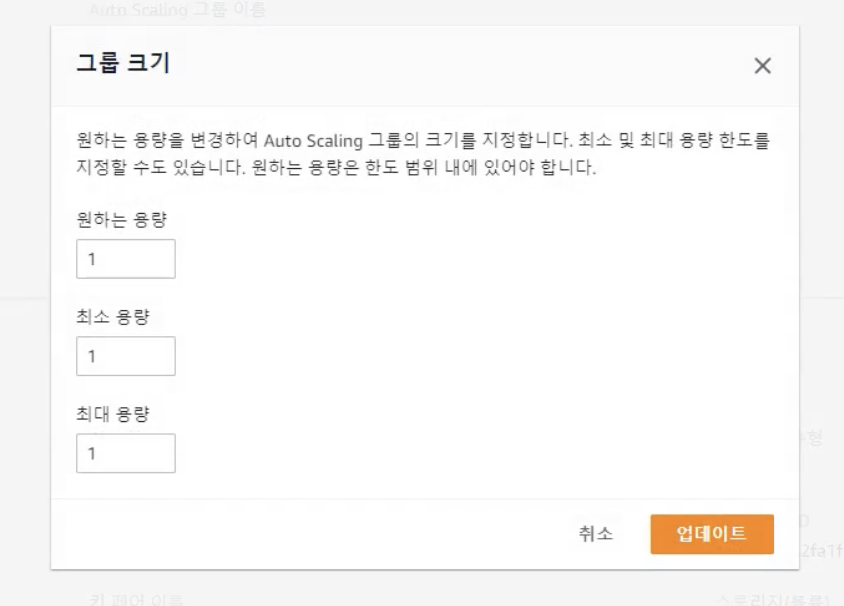 Auto Scaling 그룹 이름
그룹 크기
원하는 용량을 변경하여 Auto Scaling 그룹의 크기를 지정합니다. 최소 및 최대 용량 한도를
지정할 수도 있습니다. 원하는 용량은 한도 범위 내에 있어야 합니다.
원하는 용량
1
최소 용량
1
최대 용량
1
취소
업데이트
2fa1f
키 페어 이름
스토리지(볼륨)